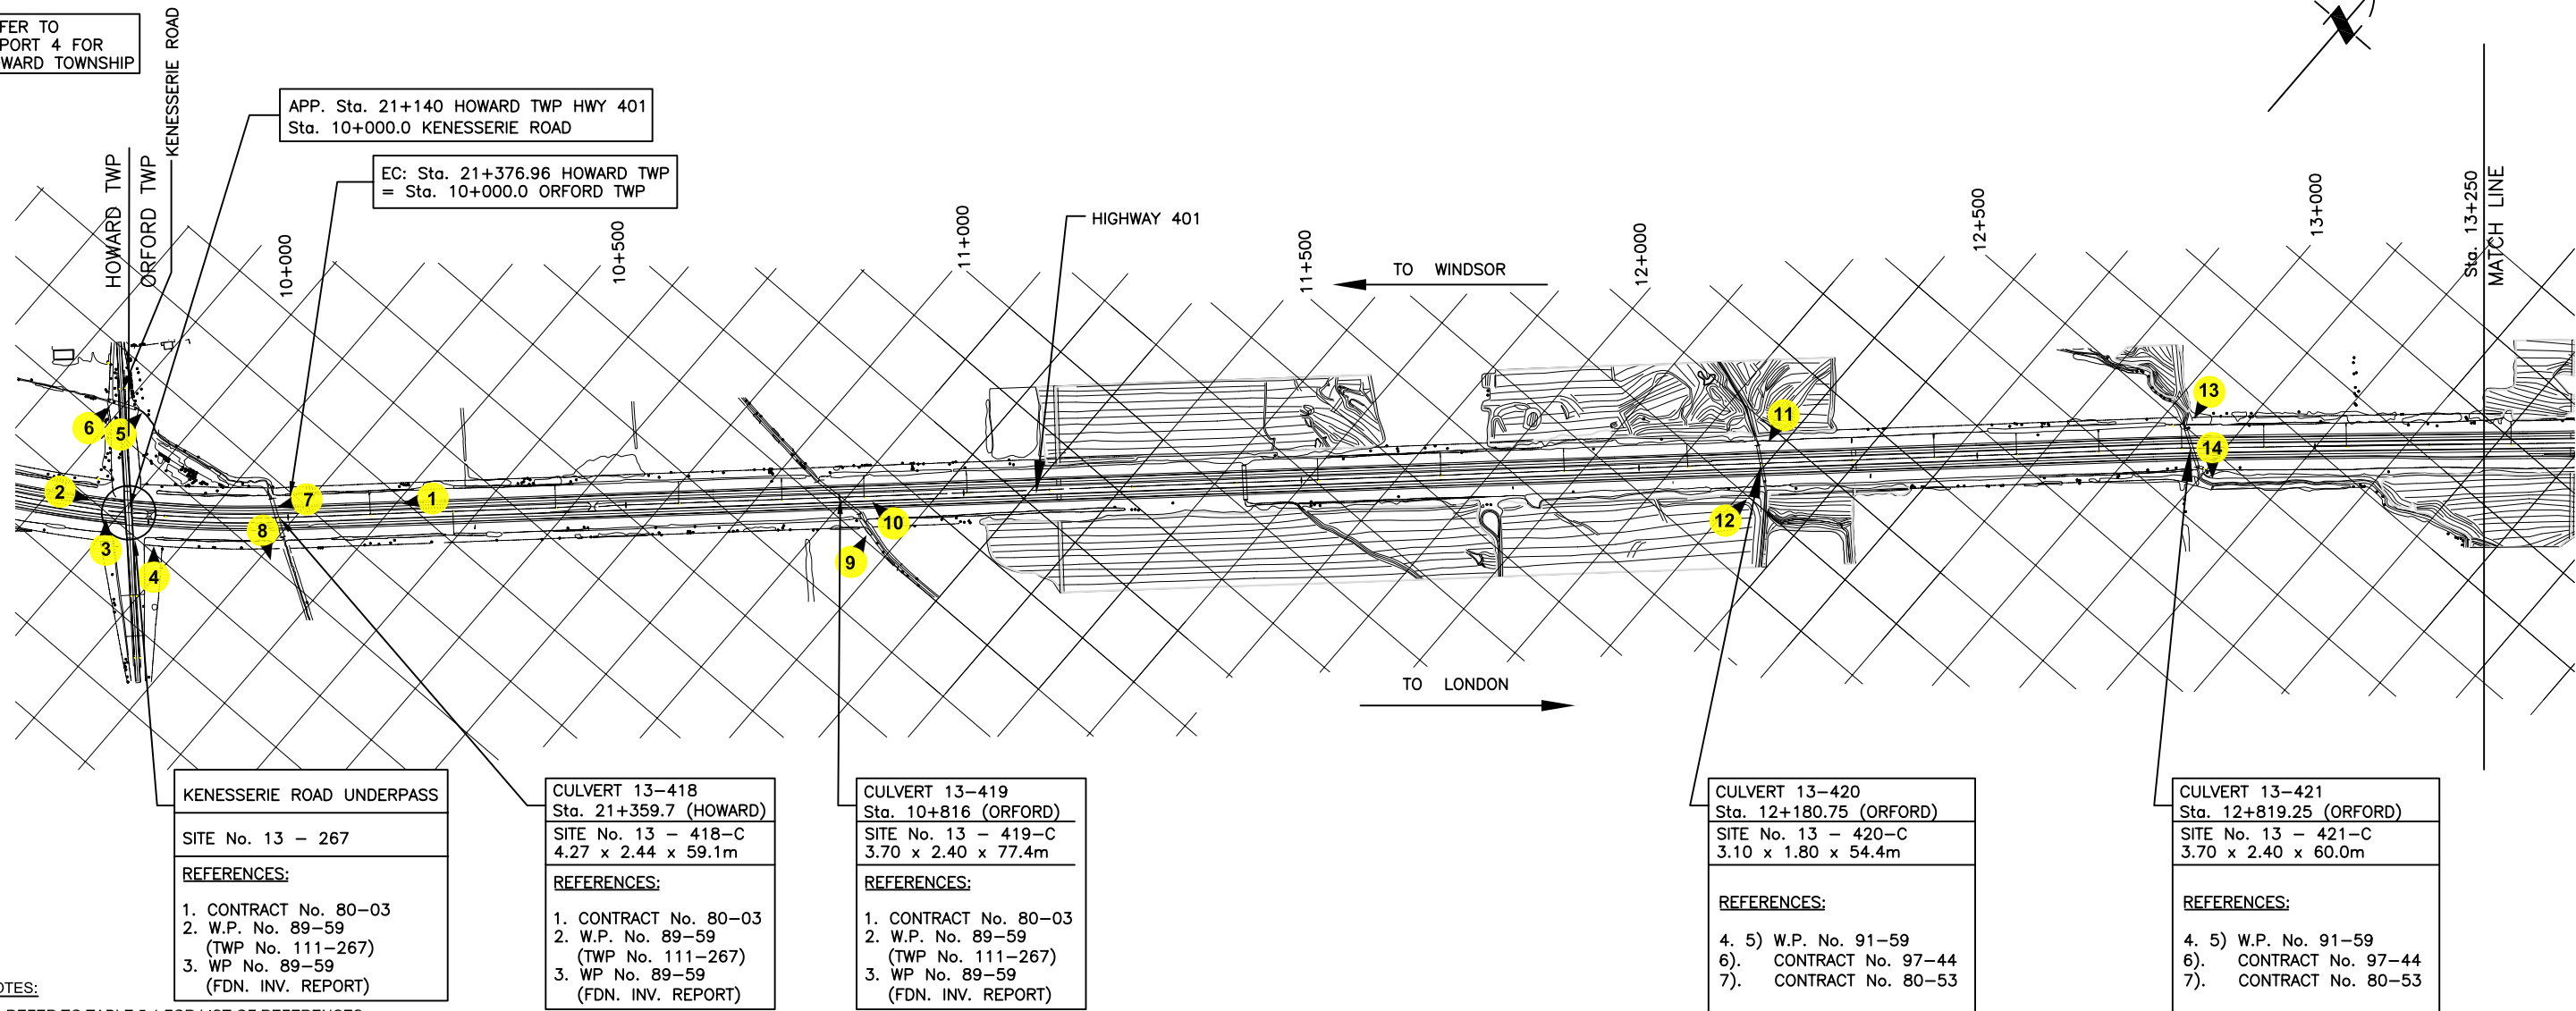 FER TO
PORT 4 FOR
WARD TOWNSHIP
KENESSERIE ROAD
APP. Sta. 21+140 HOWARD TWP HWY 401
Sta. 10+000.0 KENESSERIE ROAD
HOWARD TWP
ORFORD TWP
EC: Sta. 21+376.96 HOWARD TWP
= Sta. 10+000.0 ORFORD TWP
10+000
10+500
11+000
HIGHWAY 401
11+500
12+000
12+500
13+000
Sta. 13+250
MATCH LINE
TO WINDSOR
6
5
2
3
4
7
8
1
9
10
11
12
13
14
TO LONDON
KENESSERIE ROAD UNDERPASS
SITE No. 13 - 267
REFERENCES:
1. CONTRACT No. 80-03
2. W.P. No. 89-59
(TWP No. 111-267)
3. WP No. 89-59
(FDN. INV. REPORT)
CULVERT 13-418
Sta. 21+359.7 (HOWARD)
SITE No. 13 - 418-C
4.27 x 2.44 x 59.1m
REFERENCES:
1. CONTRACT No. 80-03
2. W.P. No. 89-59
(TWP No. 111-267)
3. WP No. 89-59
(FDN. INV. REPORT)
CULVERT 13-419
Sta. 10+816 (ORFORD)
SITE No. 13 - 419-C
3.70 x 2.40 x 77.4m
REFERENCES:
1. CONTRACT No. 80-03
2. W.P. No. 89-59
(TWP No. 111-267)
3. WP No. 89-59
(FDN. INV. REPORT)
CULVERT 13-420
Sta. 12+180.75 (ORFORD)
SITE No. 13 - 420-C
3.10 x 1.80 x 54.4m
REFERENCES:
4. 5) W.P. No. 91-59
6). CONTRACT No. 97-44
7). CONTRACT No. 80-53
CULVERT 13-421
Sta. 12+819.25 (ORFORD)
SITE No. 13 - 421-C
3.70 x 2.40 x 60.0m
REFERENCES:
4. 5) W.P. No. 91-59
6). CONTRACT No. 97-44
7). CONTRACT No. 80-53
OTES: